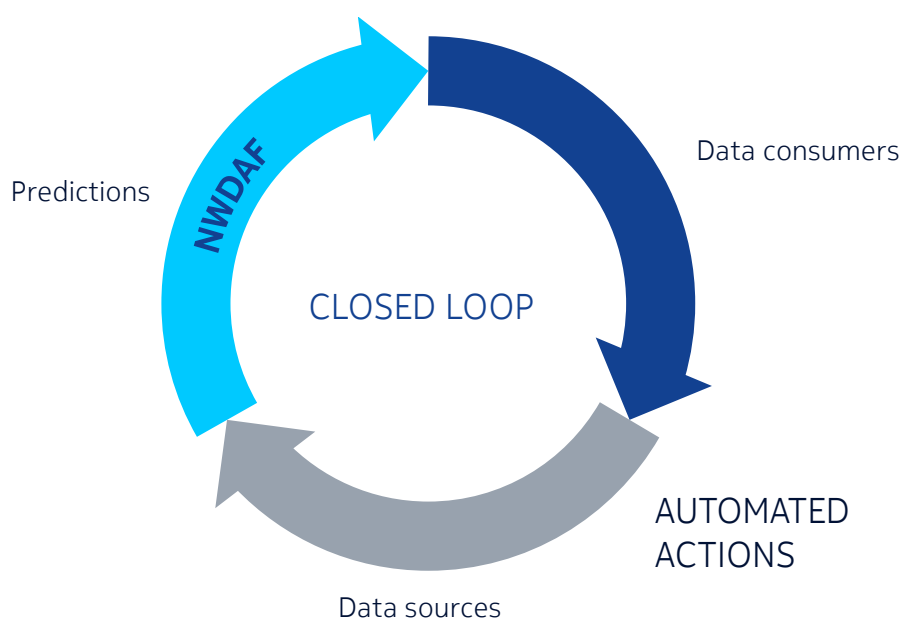 Data consumers
Predictions
NWDAF
CLOSED LOOP
AUTOMATED
ACTIONS
Data sources